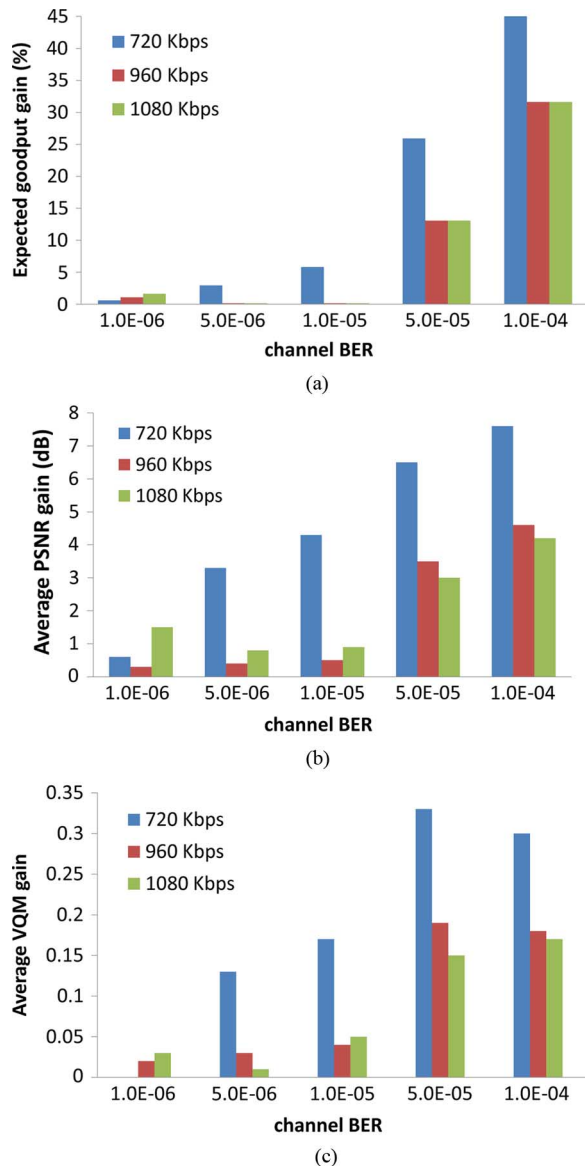 45
40
35
30
25
20
15
10
5
0
Expected goodput gain (%)
720 Kbps
960 Kbps
1080 Kbps
1.0E-06 5.0E-06 1.0E-05 5.0E-05 1.0E-04
channel BER
(a)
8
7
6
5
4
3
2
1
0
Average PSNR gain (dB)
720 Kbps
960 Kbps
1080 Kbps
1.0E-06 5.0E-06 1.0E-05 5.0E-05 1.0E-04
channel BER
(b)
0.35
0.3
0.25
0.2
0.15
0.1
0.05
0
Average VQM gain
720 Kbps
960 Kbps
1080 Kbps
1.0E-06 5.0E-06 1.0E-05 5.0E-05 1.0E-04
channel BER
(c)